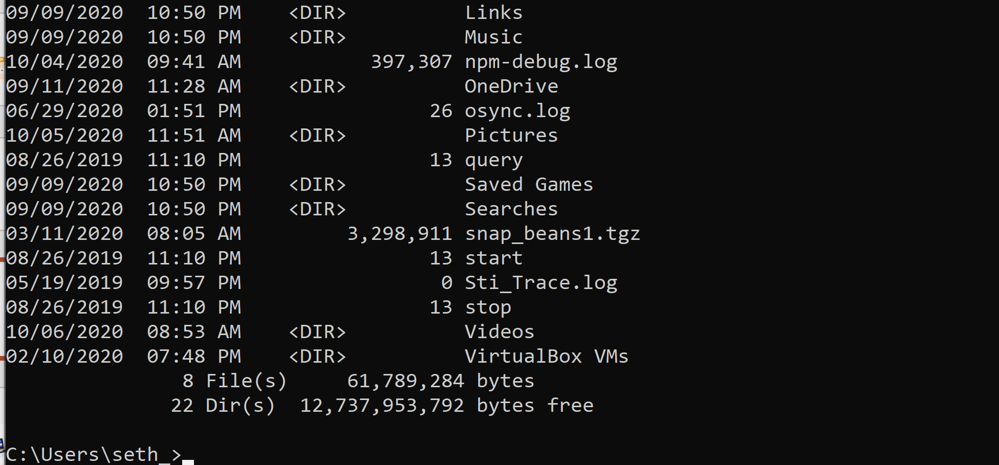 09/09/2020  10:50 PM    <DIR>          Links
09/09/2020  10:50 PM    <DIR>          Music
10/04/2020  09:41 AM           397,307 npm-debug.log
09/11/2020  11:28 AM    <DIR>          OneDrive
06/29/2020  01:51 PM                26 osync.log
10/05/2020  11:51 AM    <DIR>          Pictures
08/26/2019  11:10 PM                13 query
09/09/2020  10:50 PM    <DIR>          Saved Games
09/09/2020  10:50 PM    <DIR>          Searches
03/11/2020  08:05 AM         3,298,911 snap_beans1.tgz
08/26/2019  11:10 PM                13 start
05/19/2019  09:57 PM                 0 Sti_Trace.log
08/26/2019  11:10 PM                13 stop
10/06/2020  08:53 AM    <DIR>          Videos
02/10/2020  07:48 PM    <DIR>          VirtualBox VMs
               8 File(s)     61,789,284 bytes
              22 Dir(s)  12,737,953,792 bytes free
C:\Users\seth_>